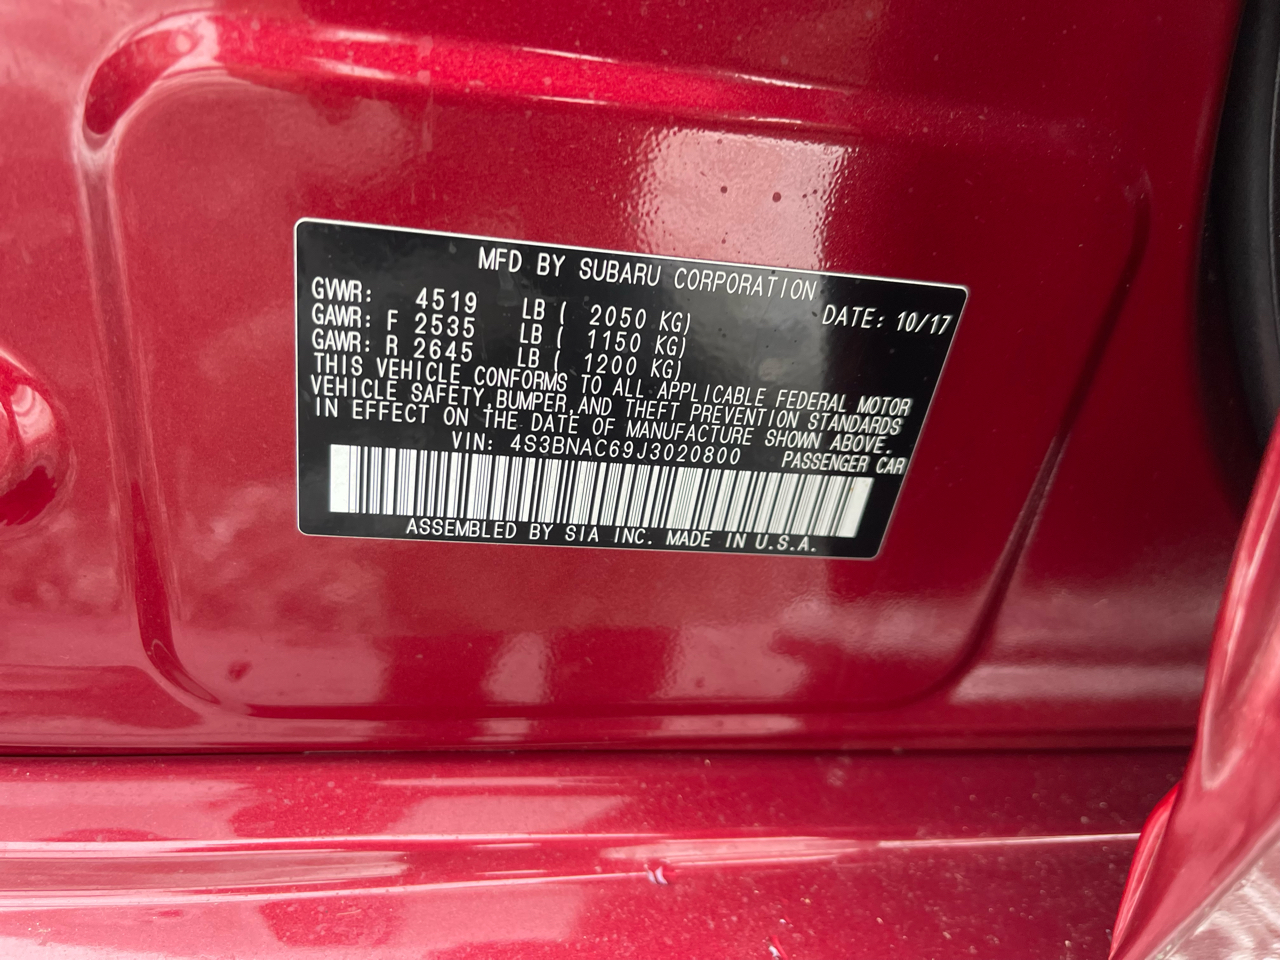 MFD BY SUBARU CORPORATION
GVWR: 4519 LB ( 2050 KG) DATE: 10/17
GAWR: F 2535 LB ( 1150 KG)
GAWR: R 2645 LB ( 1200 KG)
THIS VEHICLE CONFORMS TO ALL APPLICABLE FEDERAL MOTOR
VEHICLE SAFETY,BUMPER,AND THEFT PREVENTION STANDARDS
IN EFFECT ON THE DATE OF MANUFACTURE SHOWN ABOVE.
VIN: 4S3BNAC69J3020800 PASSENGER CAR
ASSEMBLED BY SIA INC. MADE IN U.S.A.